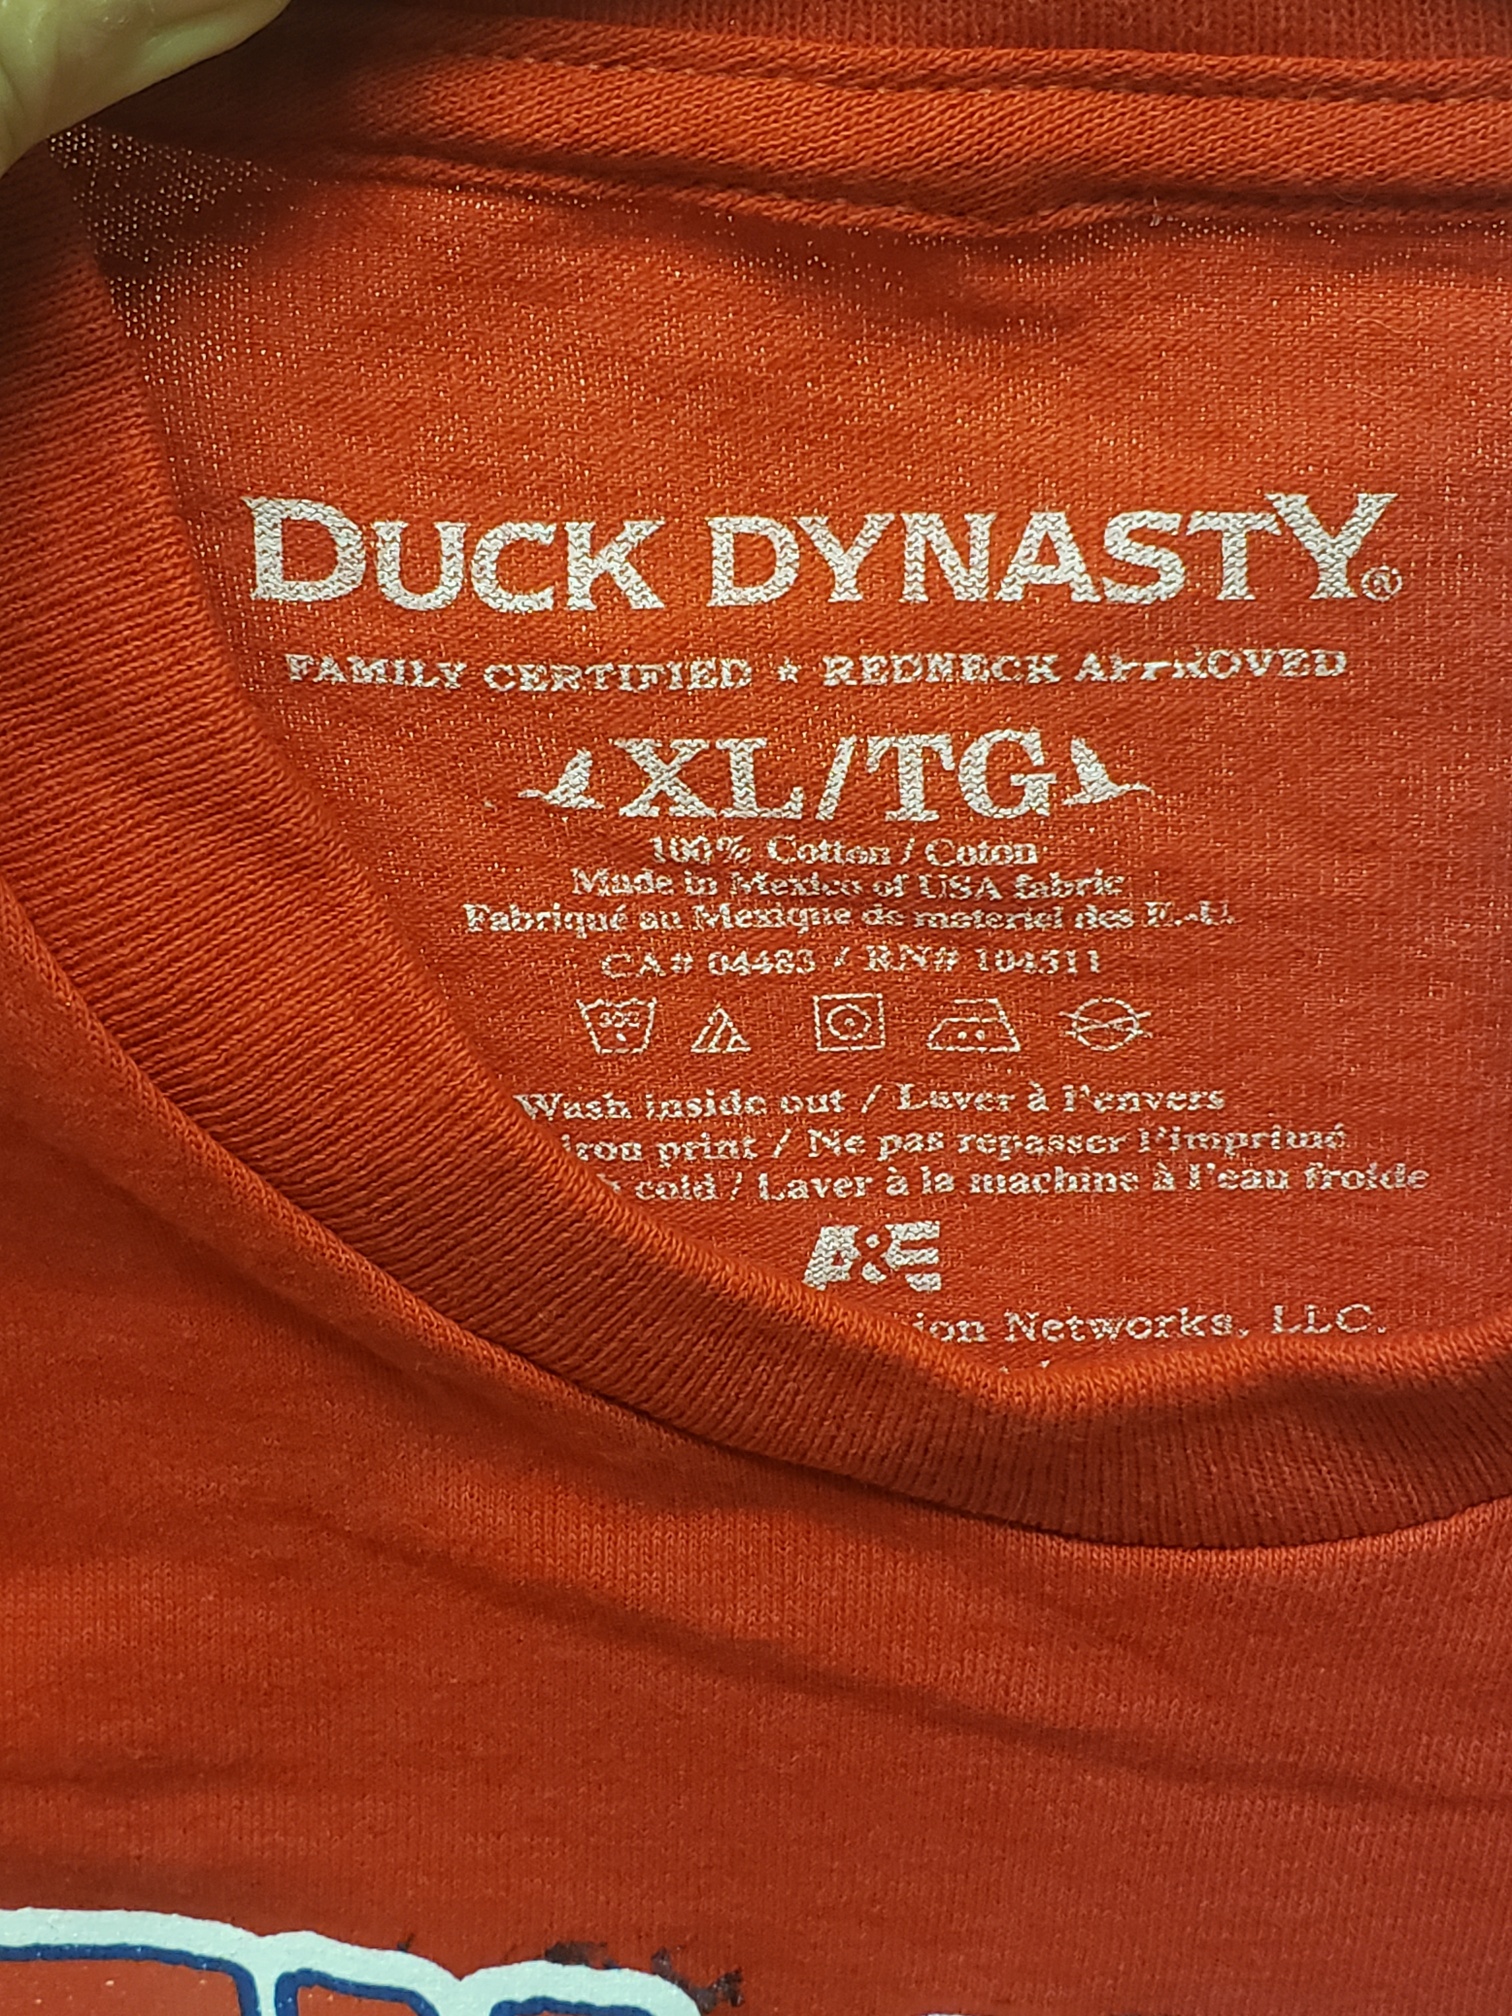 DUCK DYNASTY®
FAMILY CERTIFIED ★ REDNECK APPROVED
XL/TG
100% Cotton / Coton
Made in Mexico of USA fabric
Fabriqué au Mexique de materiel des E.-U.
CA# 04483 / RN# 104511
30C
Wash inside out / Laver à l'envers
iron print / Ne pas repasser l'imprimé
cold / Laver à la machine à l'eau froide
A&E
ion Networks, LLC.